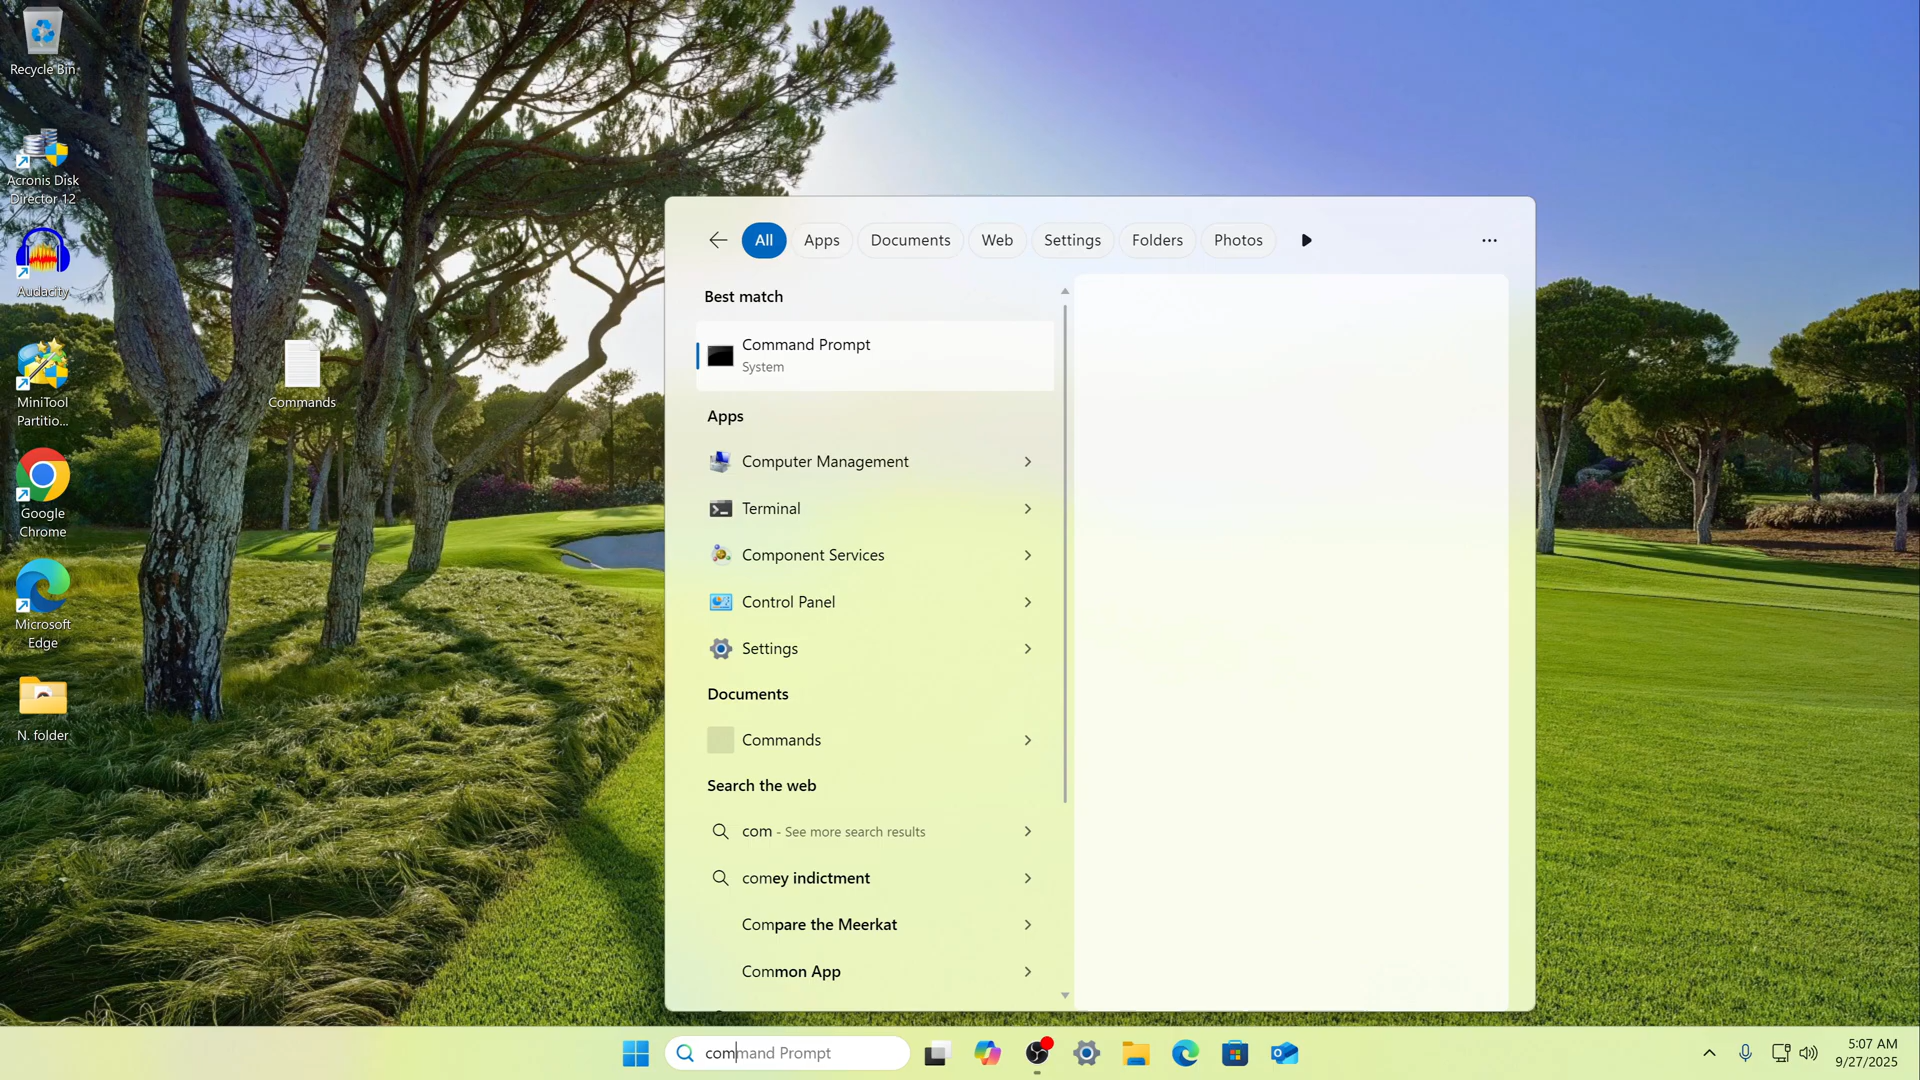 Recycle Bin
Acronis Disk
Director 12
Audacity
MiniTool
Partitio...
Google
Chrome
Microsoft
Edge
N. folder
Commands
All
Apps
Documents
Web
Settings
Folders
Photos
Best match
Command Prompt
System
Apps
Computer Management
Terminal
Component Services
Control Panel
Settings
Documents
Commands
Search the web
com - See more search results
comey indictment
Compare the Meerkat
Common App
command Prompt
5:07 AM
9/27/2025